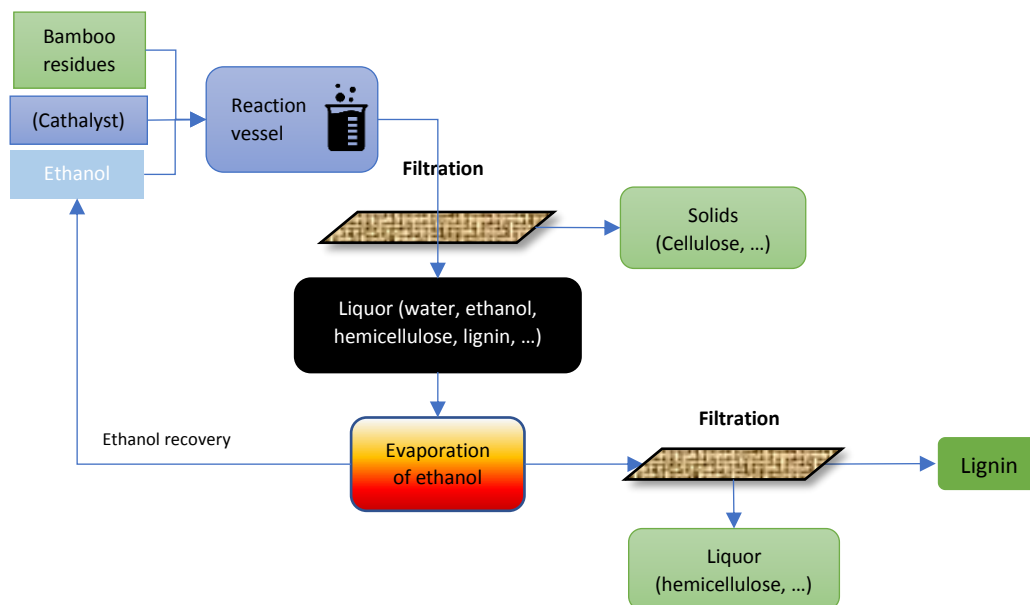 Bamboo
residues
(Cathalyst)
Ethanol
Reaction
vessel
Filtration
Solids
(Cellulose, ...)
Liquor (water, ethanol,
hemicellulose, lignin, ...)
Ethanol recovery
Evaporation
of ethanol
Filtration
Lignin
Liquor
(hemicellulose, ...)